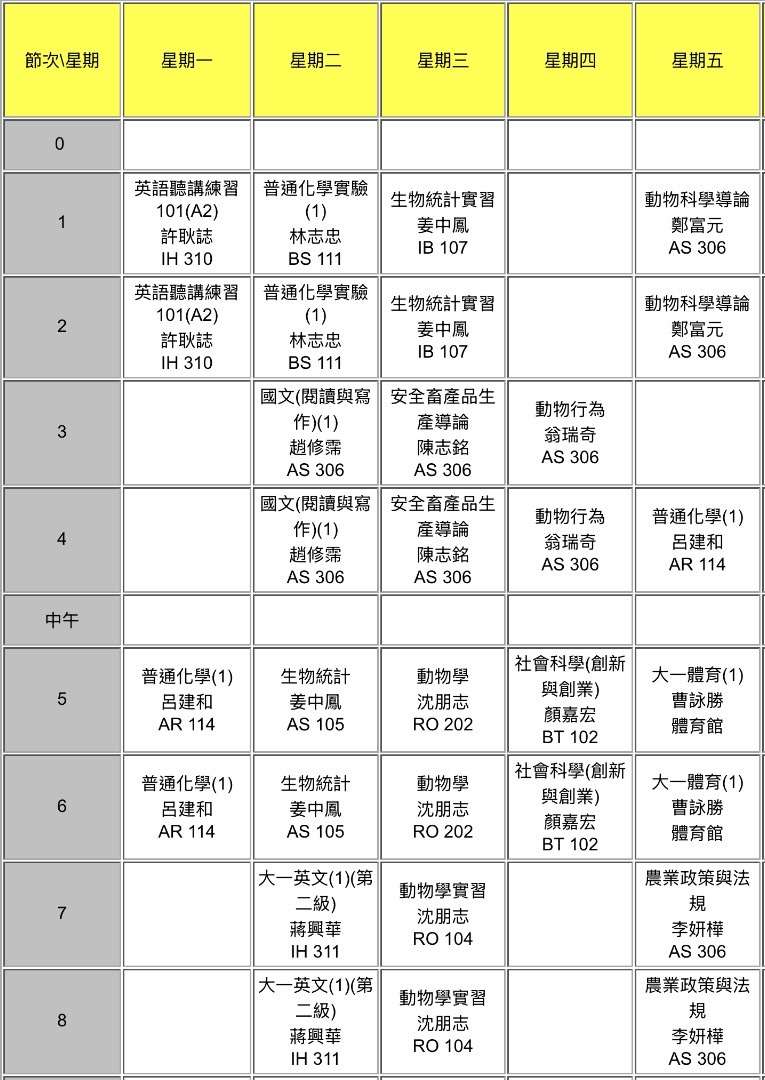 節次\星期 星期一 星期二 星期三 星期四 星期五
0
1
英語聽講練習
101(A2)
許耿誌
IH 310
普通化學實驗
(1)
林志忠
BS 111
生物統計實習
姜中鳳
IB 107
動物科學導論
鄭富元
AS 306
2
英語聽講練習
101(A2)
許耿誌
IH 310
普通化學實驗
(1)
林志忠
BS 111
生物統計實習
姜中鳳
IB 107
動物科學導論
鄭富元
AS 306
3
國文(閱讀與寫
作)(1)
趙修霈
AS 306
安全畜產品生
產導論
陳志銘
AS 306
動物行為
翁瑞奇
AS 306
4
國文(閱讀與寫
作)(1)
趙修霈
AS 306
安全畜產品生
產導論
陳志銘
AS 306
動物行為
翁瑞奇
AS 306
普通化學(1)
呂建和
AR 114
中午
5
普通化學(1)
呂建和
AR 114
生物統計
姜中鳳
AS 105
動物學
沈朋志
RO 202
社會科學(創新
與創業)
顏嘉宏
BT 102
大一體育(1)
曹詠勝
體育館
6
普通化學(1)
呂建和
AR 114
生物統計
姜中鳳
AS 105
動物學
沈朋志
RO 202
社會科學(創新
與創業)
顏嘉宏
BT 102
大一體育(1)
曹詠勝
體育館
7
大一英文(1)(第
二級)
蔣興華
IH 311
動物學實習
沈朋志
RO 104
農業政策與法
規
李妍樺
AS 306
8
大一英文(1)(第
二級)
蔣興華
IH 311
動物學實習
沈朋志
RO 104
農業政策與法
規
李妍樺
AS 306